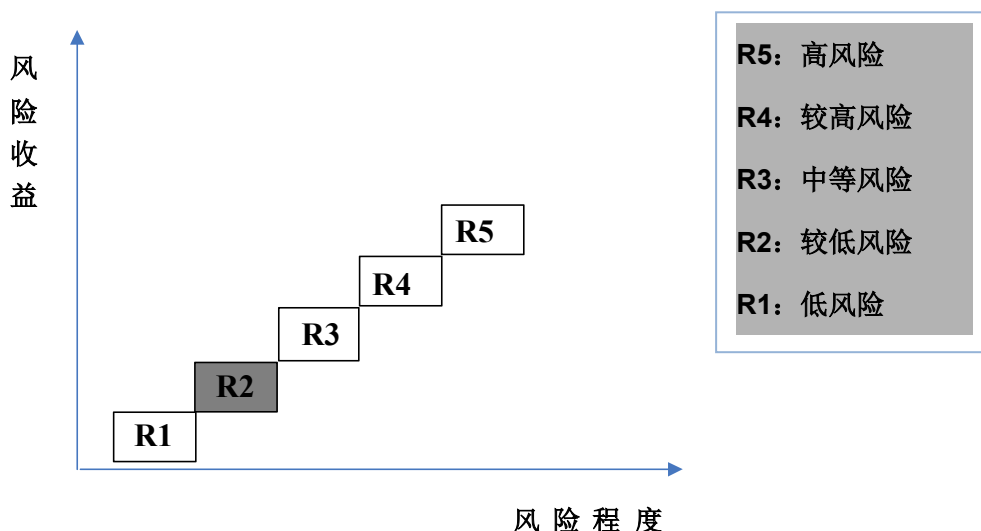 风险收益
R5
R4
R3
R2
R1
风险程度
R5：高风险
R4：较高风险
R3：中等风险
R2：较低风险
R1：低风险